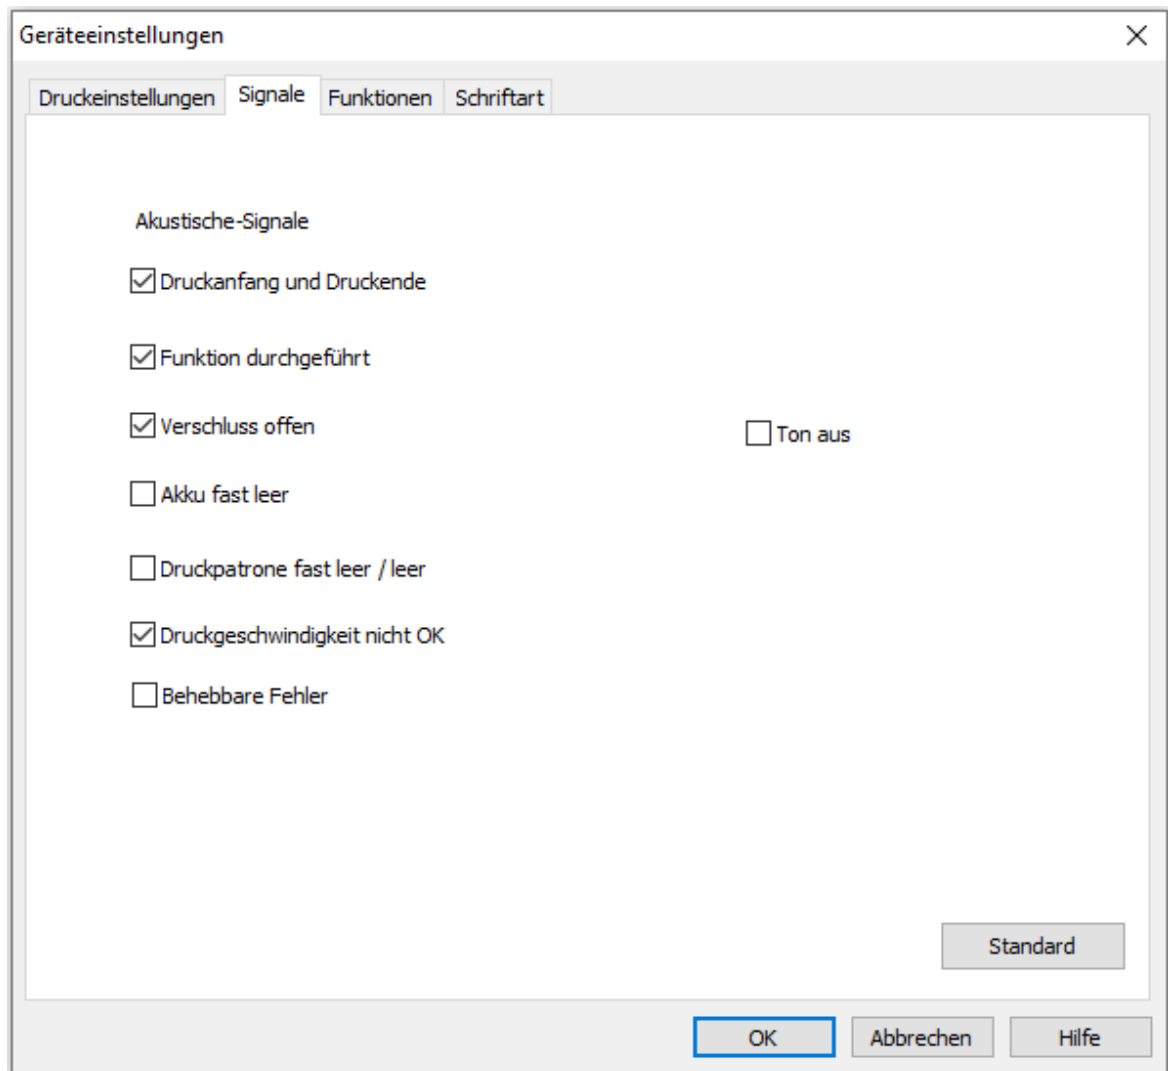 Geräteeinstellungen
Druckeinstellungen Signale Funktionen Schriftart
Akustische-Signale
Druckanfang und Druckende
Funktion durchgeführt
Verschluss offen
Ton aus
Akku fast leer
Druckpatrone fast leer / leer
Druckgeschwindigkeit nicht OK
Behebbare Fehler
Standard
OK Abbrechen Hilfe